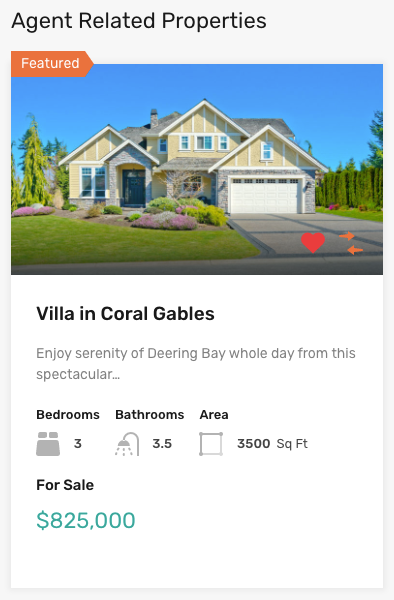 Agent Related Properties
Featured
Villa in Coral Gables
Enjoy serenity of Deering Bay whole day from this
spectacular...
Bedrooms Bathrooms Area
3 3.5 3500 Sq Ft
For Sale
$825,000